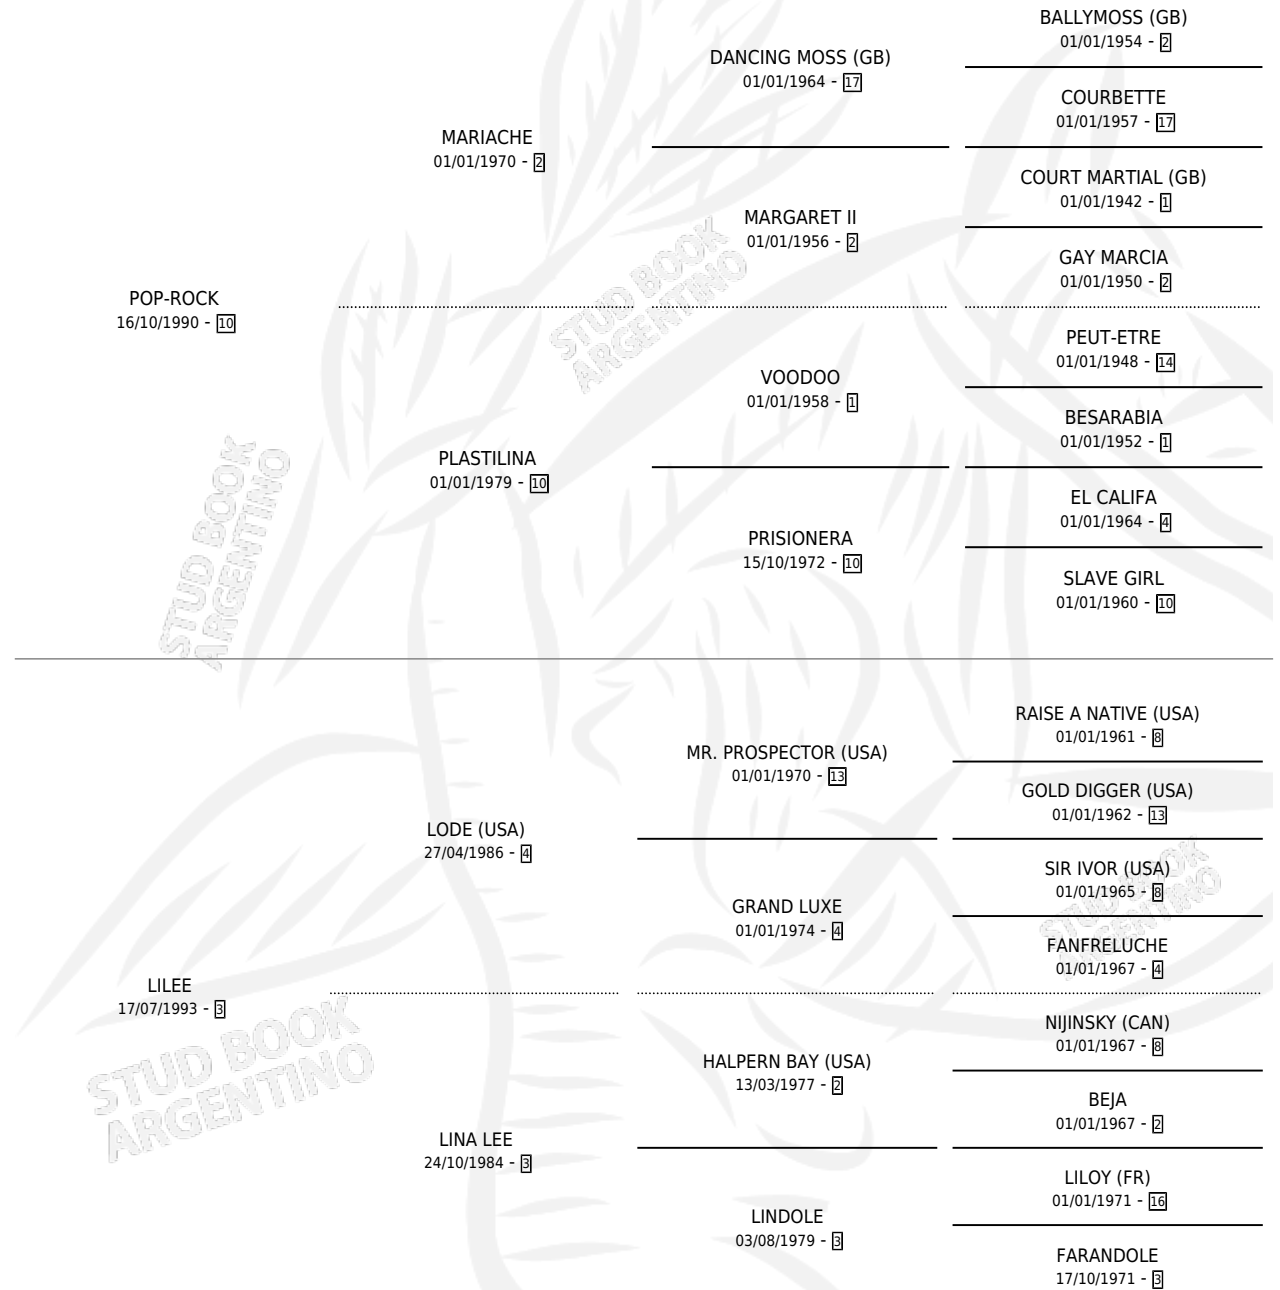 BALLYMOSS (GB)
01/01/1954 - 2
DANCING MOSS (GB)
01/01/1964 - 17
COURBETTE
01/01/1957 - 17
MARIACHE
01/01/1970 - 2
COURT MARTIAL (GB)
01/01/1942 - 1
MARGARET II
01/01/1956 - 2
GAY MARCIA
01/01/1950 - 2
POP-ROCK
16/10/1990 - 10
PEUT-ETRE
01/01/1948 - 14
VOODOO
01/01/1958 - 1
BESARABIA
01/01/1952 - 1
PLASTILINA
01/01/1979 - 10
EL CALIFA
01/01/1964 - 4
PRISIONERA
15/10/1972 - 10
SLAVE GIRL
01/01/1960 - 10
STUD BOOK
ARGENTINO
STUD BOOK
ARGENTINO
RAISE A NATIVE (USA)
01/01/1961 - 8
MR. PROSPECTOR (USA)
01/01/1970 - 13
GOLD DIGGER (USA)
01/01/1962 - 13
LODE (USA)
27/04/1986 - 4
SIR IVOR (USA)
01/01/1965 - 8
GRAND LUXE
01/01/1974 - 4
FANFRELUCHE
01/01/1967 - 4
LILEE
17/07/1993 - 3
NIJINSKY (CAN)
01/01/1967 - 8
HALPERN BAY (USA)
13/03/1977 - 2
BEJA
01/01/1967 - 2
LINA LEE
24/10/1984 - 3
LILOY (FR)
01/01/1971 - 16
LINDOLE
03/08/1979 - 3
FARANDOLE
17/10/1971 - 3
STUD BOOK
ARGENTINO
STUD BOOK
ARGENTINO